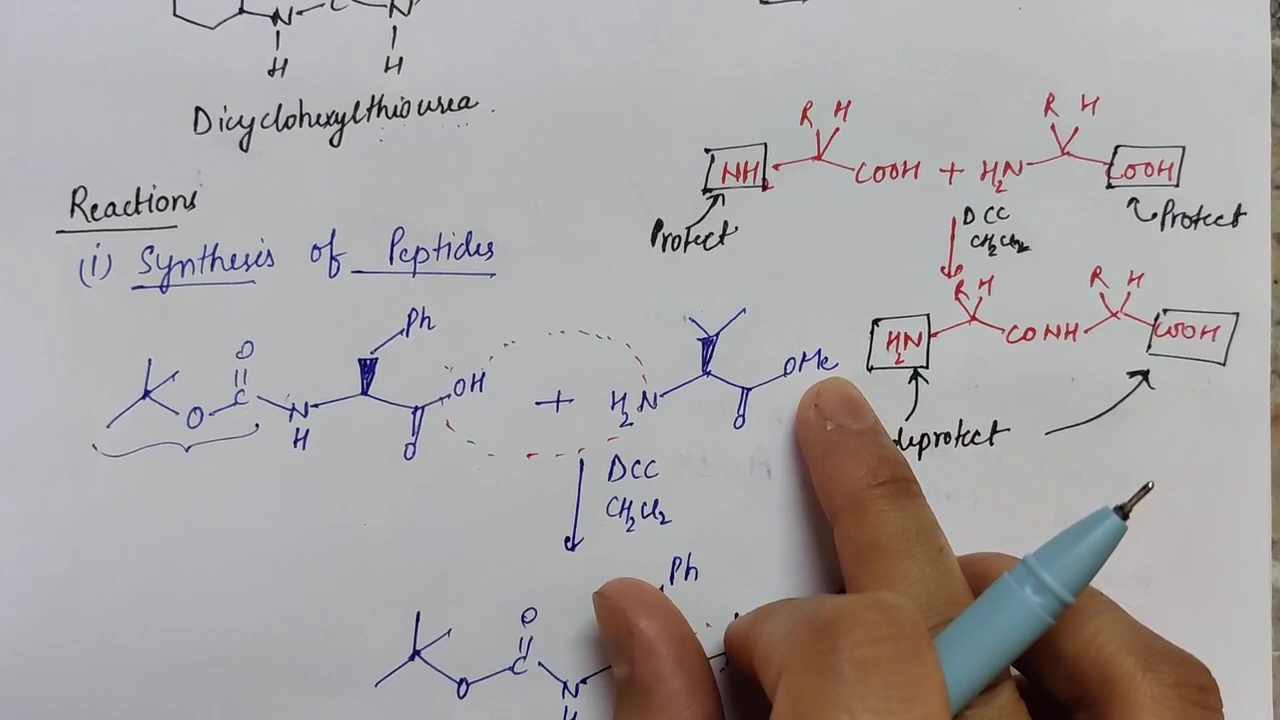 N C N
H H
Dicyclohexylthiourea.
Reactions
(i) Synthesis of Peptides
R H R H
NH2 COOH + H2N COOH
Protect Protect
DCC
CH2Cl2
R H R H
H2N CONH COOH
deprotect
Ph
O
O C N OH + H2N OMe
H O O
DCC
CH2Cl2
Ph
O
O C N
H